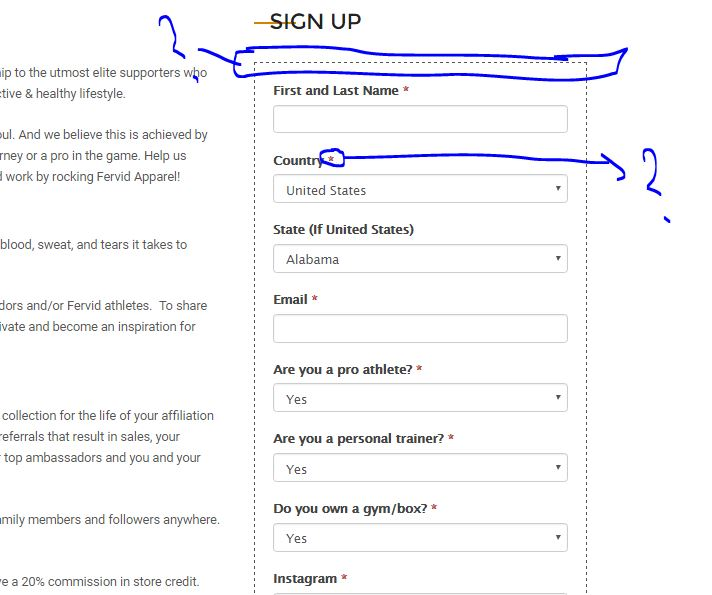 ?
ip to the utmost elite supporters who
ctive & healthy lifestyle.
oul. And we believe this is achieved by
rney or a pro in the game. Help us
d work by rocking Fervid Apparel!
blood, sweat, and tears it takes to
dors and/or Fervid athletes. To share
ivate and become an inspiration for
collection for the life of your affiliation
referrals that result in sales, your
top ambassadors and you and your
amily members and followers anywhere.
ve a 20% commission in store credit.
SIGN UP
First and Last Name *
Country *
United States
State (If United States)
Alabama
Email *
Are you a pro athlete? *
Yes
Are you a personal trainer? *
Yes
Do you own a gym/box? *
Yes
Instagram *
?